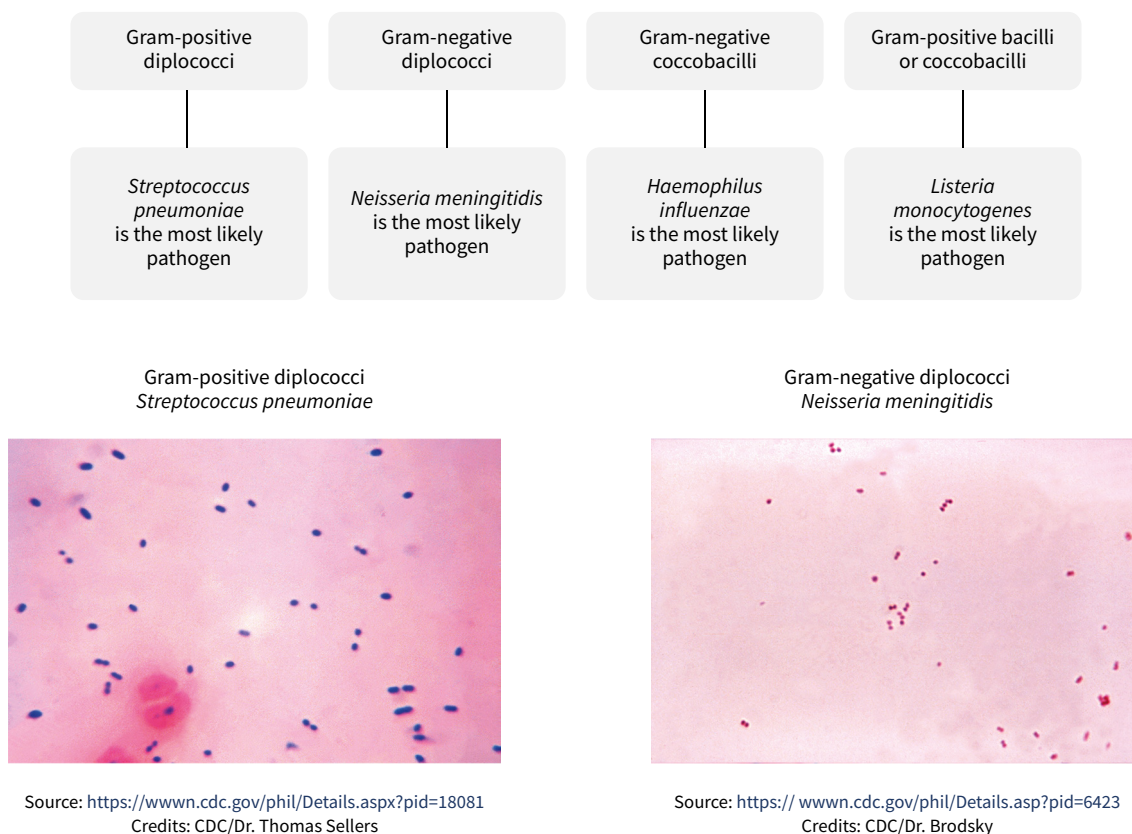 Gram-positive
diplococci
Gram-negative
diplococci
Gram-negative
coccobacilli
Gram-positive bacilli
or coccobacilli
Streptococcus
pneumoniae
is the most likely
pathogen
Neisseria meningitidis
is the most likely
pathogen
Haemophilus
influenzae
is the most likely
pathogen
Listeria
monocytogenes
is the most likely
pathogen
Gram-positive diplococci
Streptococcus pneumoniae
Gram-negative diplococci
Neisseria meningitidis
Source: https://wwwn.cdc.gov/phil/Details.aspx?pid=18081
Credits: CDC/Dr. Thomas Sellers
Source: https:// wwwn.cdc.gov/phil/Details.asp?pid=6423
Credits: CDC/Dr. Brodsky